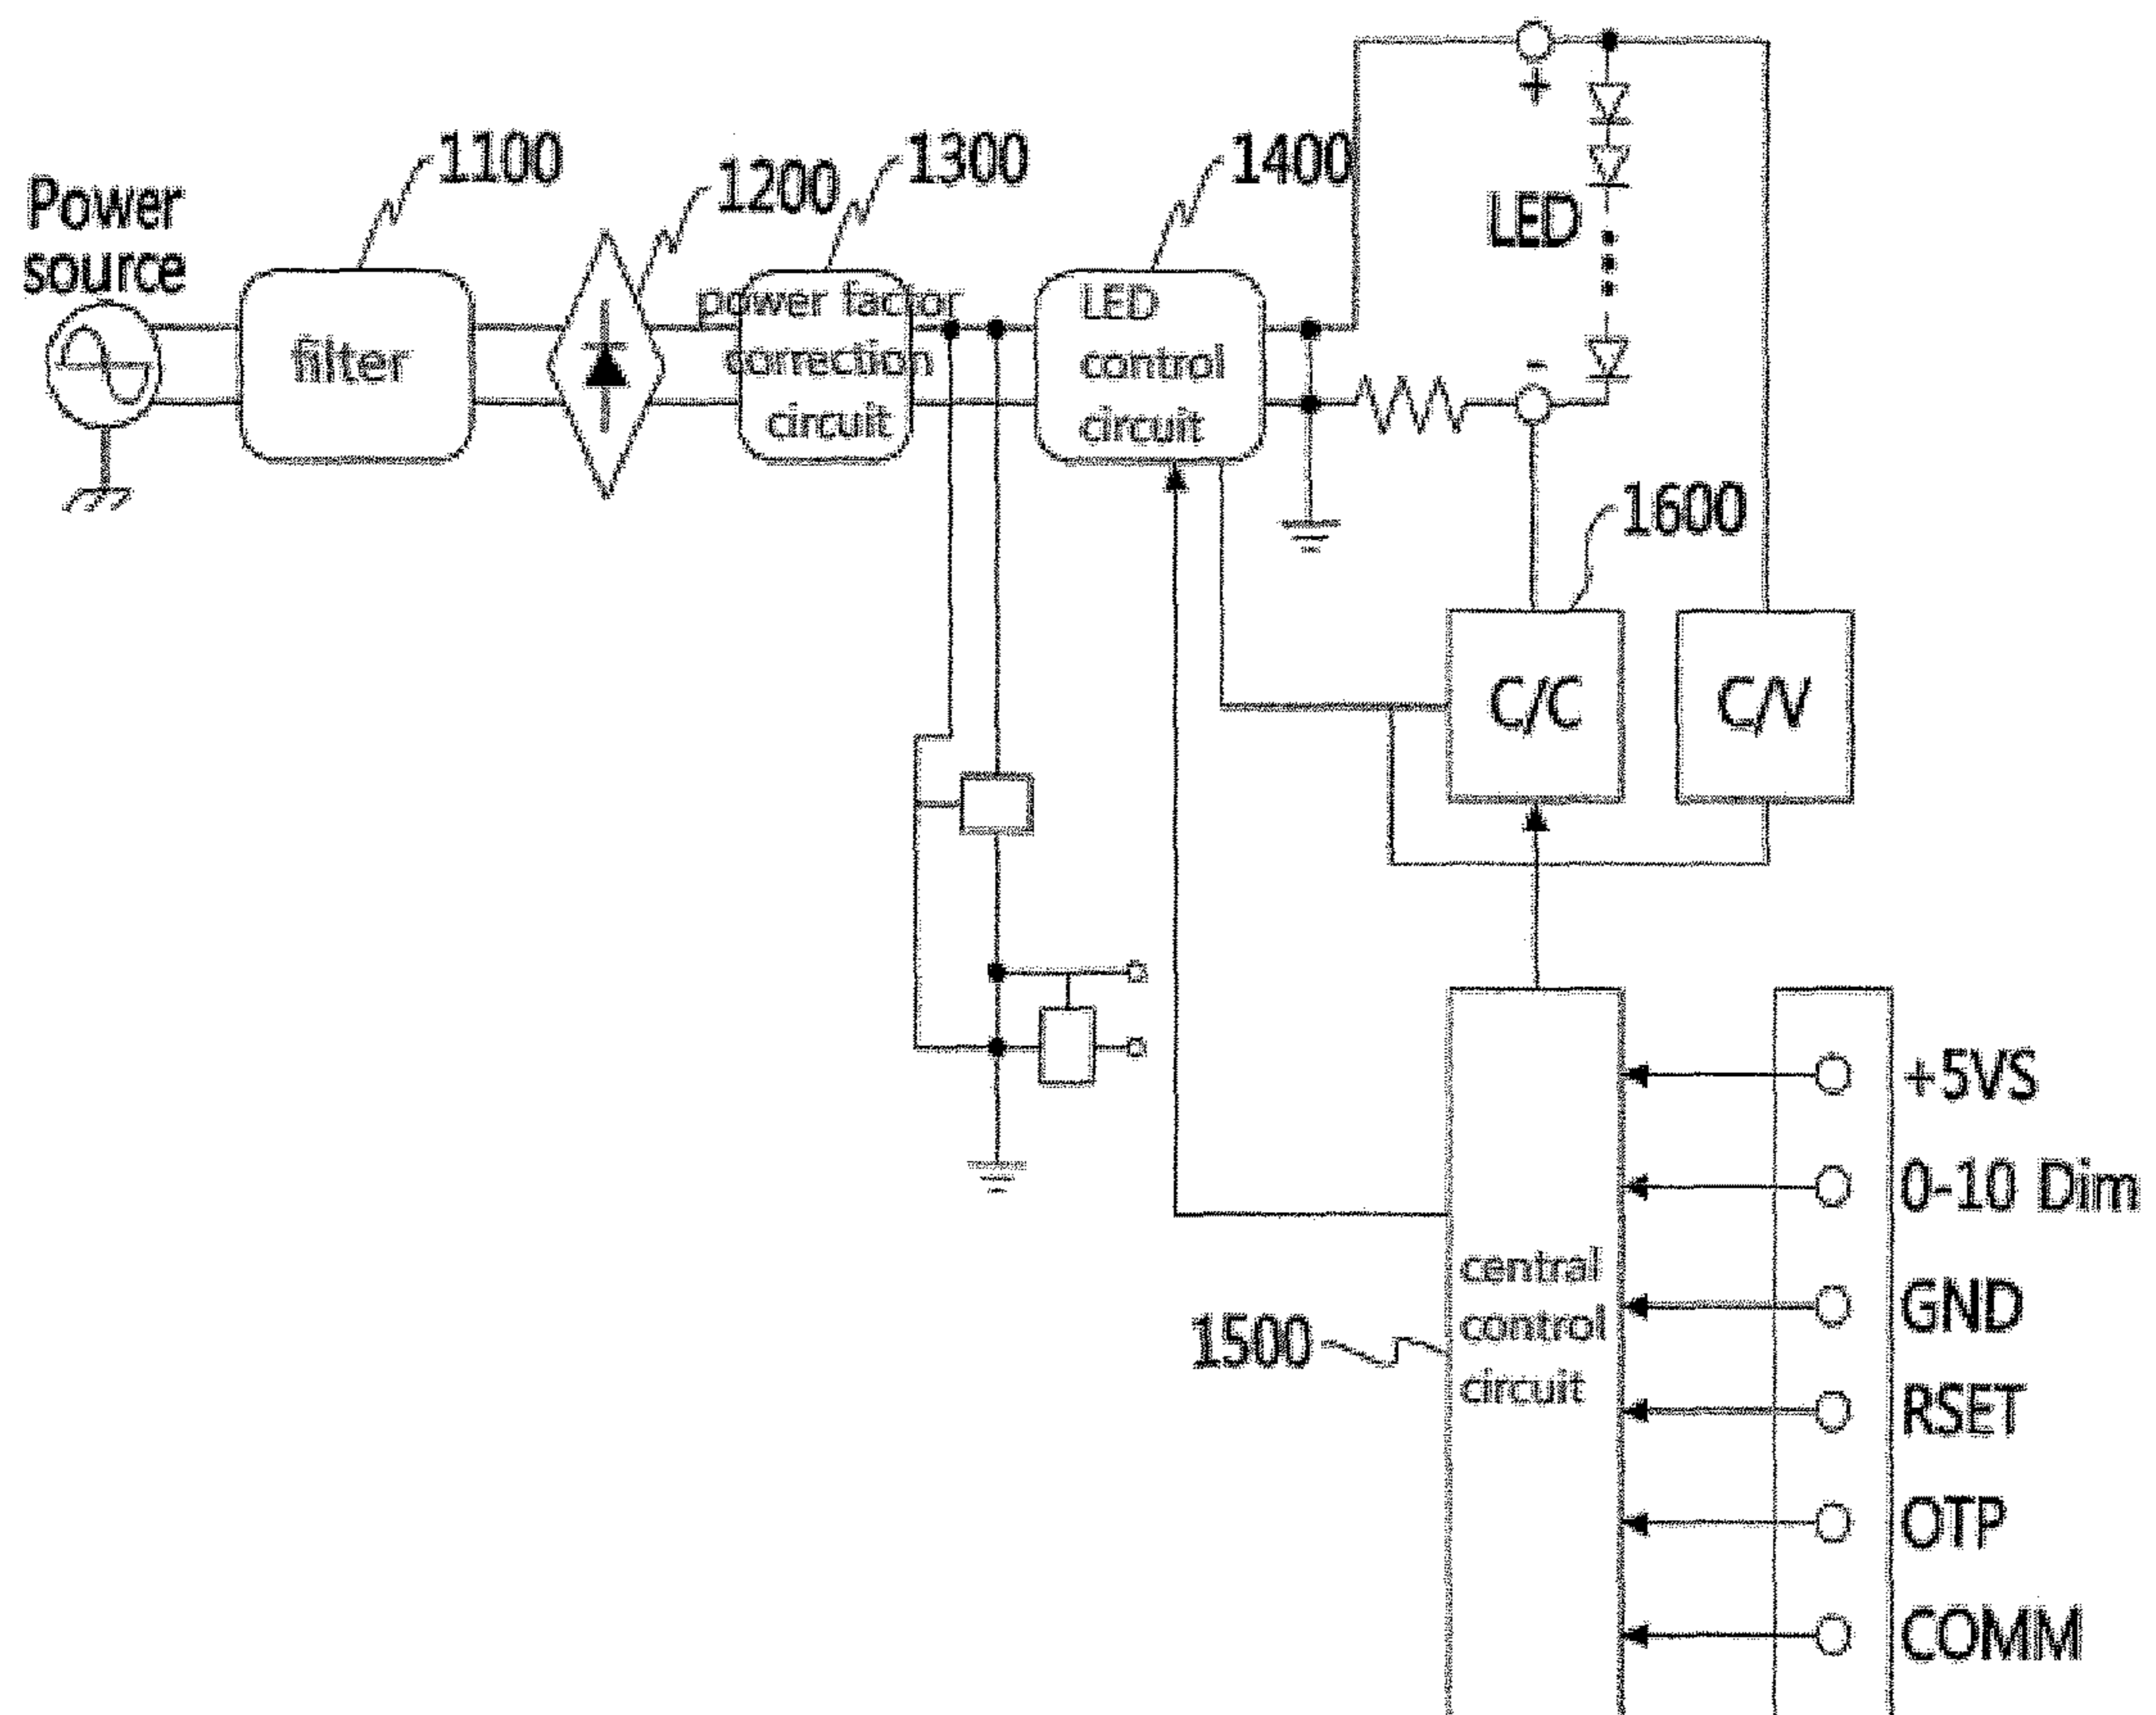 Power
source
1100
1200
1300
1400
filter
power factor
correction
circuit
LED
control
circuit
+
LED
-
1600
C/C
C/V
1500
central
control
circuit
+5VS
0-10 Dim
GND
RSET
OTP
COMM